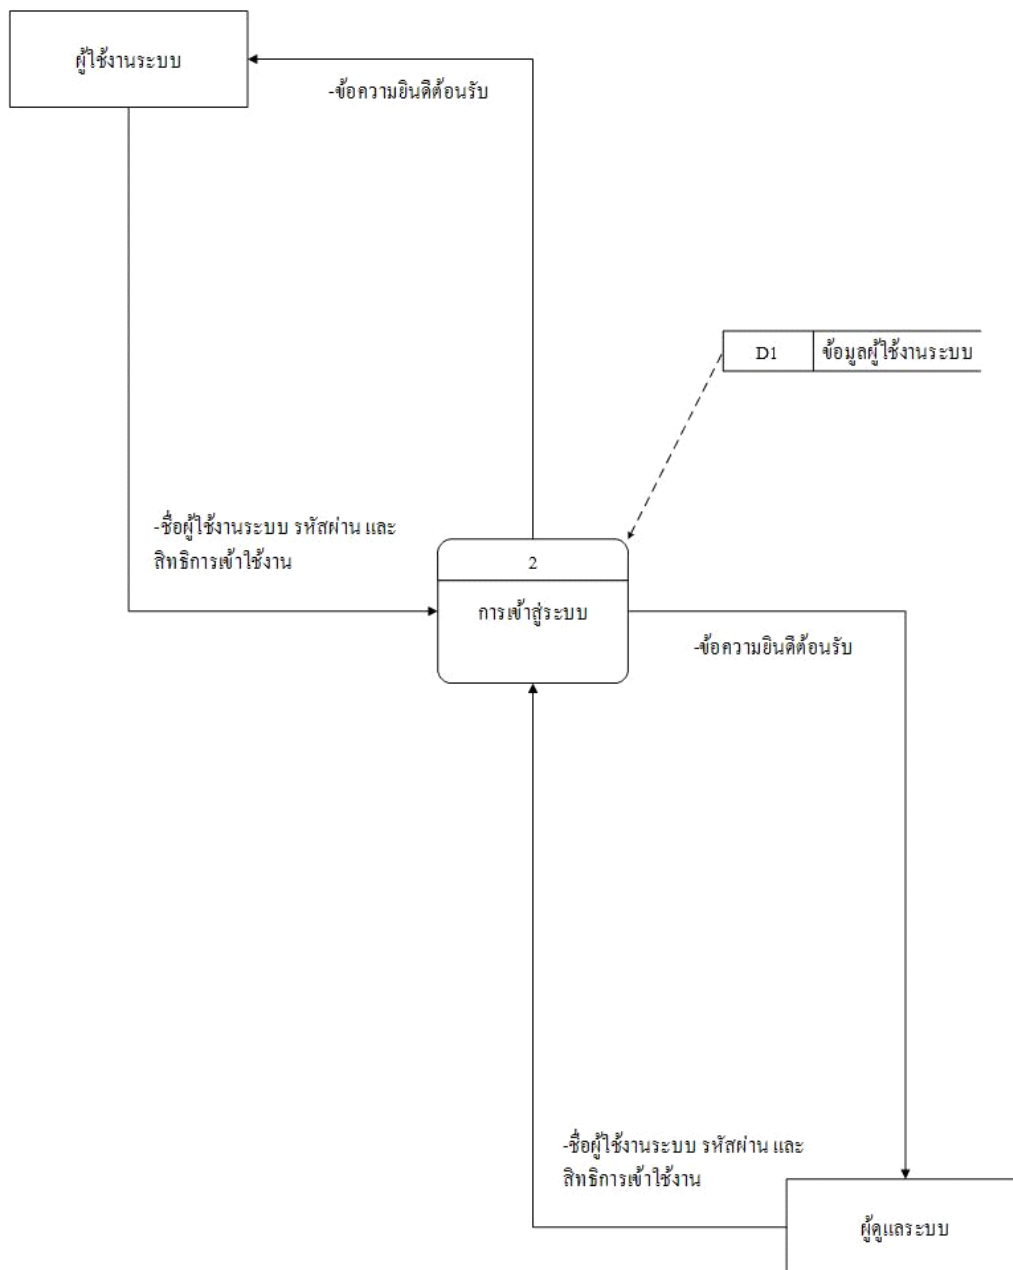 ผู้ใช้งานระบบ
-ข้อความยินดีต้อนรับ
D1
ข้อมูลผู้ใช้งานระบบ
-ชื่อผู้ใช้งานระบบ รหัสผ่าน และ
สิทธิการเข้าใช้งาน
2
การเข้าสู่ระบบ
-ข้อความยินดีต้อนรับ
-ชื่อผู้ใช้งานระบบ รหัสผ่าน และ
สิทธิการเข้าใช้งาน
ผู้ดูแลระบบ